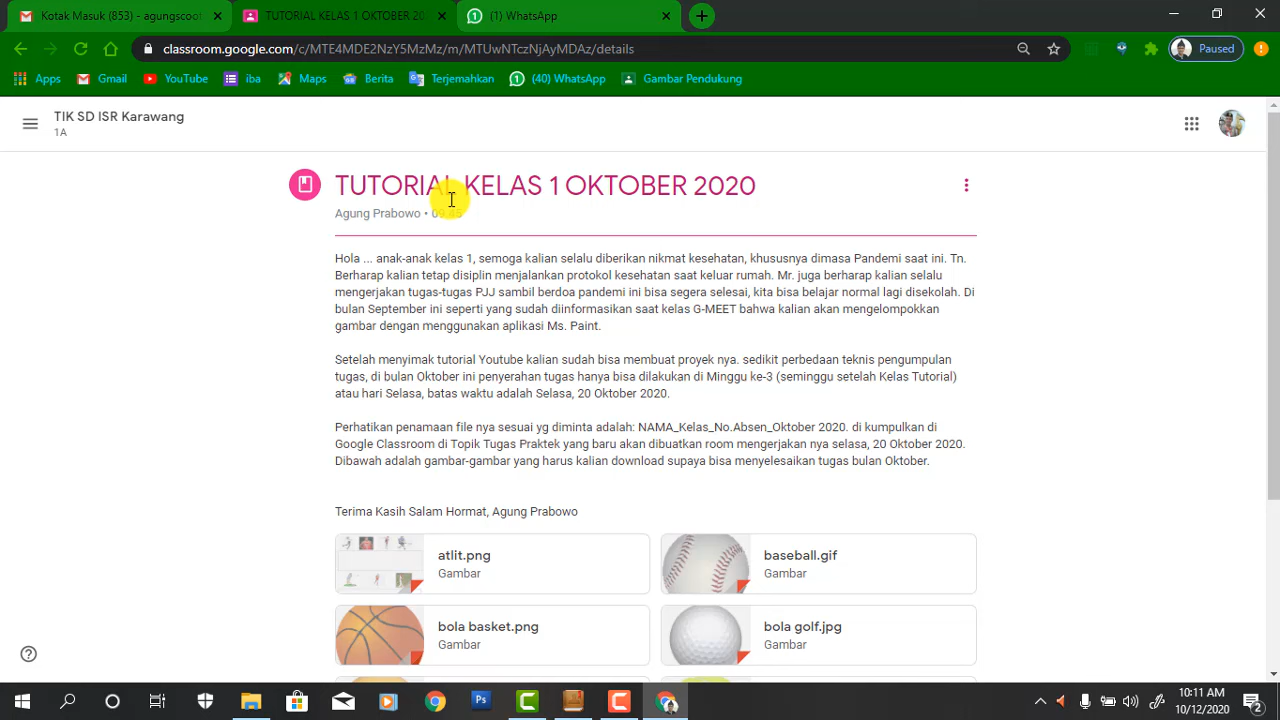 Kotak Masuk (853) - agungscoot
TUTORIAL KELAS 1 OKTOBER 202
(1) WhatsApp
classroom.google.com/c/MTE4MDE2NzY5MzMz/m/MTUwNTczNjAyMDAz/details
Paused
Apps
Gmail
YouTube
iba
Maps
Berita
Terjemahkan
(40) WhatsApp
Gambar Pendukung
TIK SD ISR Karawang
1A
TUTORIAL KELAS 1 OKTOBER 2020
Agung Prabowo • 09.45
Hola ... anak-anak kelas 1, semoga kalian selalu diberikan nikmat kesehatan, khususnya dimasa Pandemi saat ini. Tn.
Berharap kalian tetap disiplin menjalankan protokol kesehatan saat keluar rumah. Mr. juga berharap kalian selalu
mengerjakan tugas-tugas PJJ sambil berdoa pandemi ini bisa segera selesai, kita bisa belajar normal lagi disekolah. Di
bulan September ini seperti yang sudah diinformasikan saat kelas G-MEET bahwa kalian akan mengelompokkan
gambar dengan menggunakan aplikasi Ms. Paint.
Setelah menyimak tutorial Youtube kalian sudah bisa membuat proyek nya. sedikit perbedaan teknis pengumpulan
tugas, di bulan Oktober ini penyerahan tugas hanya bisa dilakukan di Minggu ke-3 (seminggu setelah Kelas Tutorial)
atau hari Selasa, batas waktu adalah Selasa, 20 Oktober 2020.
Perhatikan penamaan file nya sesuai yg diminta adalah: NAMA_Kelas_No.Absen_Oktober 2020. di kumpulkan di
Google Classroom di Topik Tugas Praktek yang baru akan dibuatkan room mengerjakan nya selasa, 20 Oktober 2020.
Dibawah adalah gambar-gambar yang harus kalian download supaya bisa menyelesaikan tugas bulan Oktober.
Terima Kasih Salam Hormat, Agung Prabowo
atlit.png
Gambar
baseball.gif
Gambar
bola basket.png
Gambar
bola golf.jpg
Gambar
10:11 AM
10/12/2020
2